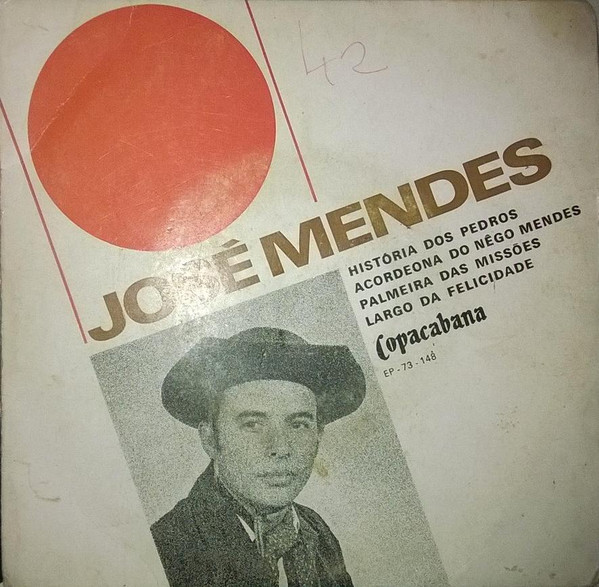 42
JOSÉ MENDES
HISTÓRIA DOS PEDROS
ACORDEONA DO NÊGO MENDES
PALMEIRA DAS MISSÕES
LARGO DA FELICIDADE
Copacabana
EP - 73 - 148